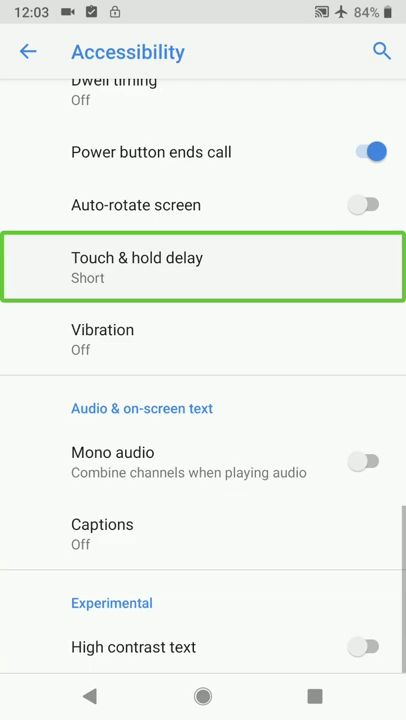 12:03
84%
Accessibility
Dwell timing
Off
Power button ends call
Auto-rotate screen
Touch & hold delay
Short
Vibration
Off
Audio & on-screen text
Mono audio
Combine channels when playing audio
Captions
Off
Experimental
High contrast text